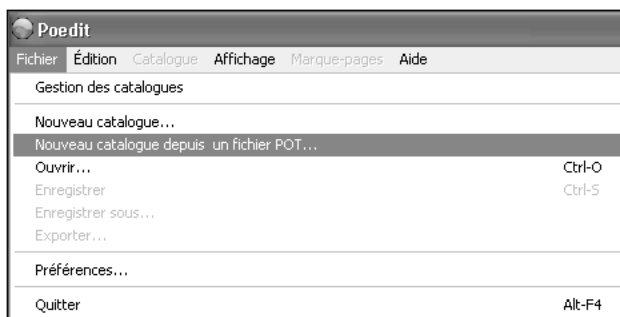 Poedit
Fichier Édition Catalogue Affichage Marque-pages Aide
Gestion des catalogues
Nouveau catalogue...
Nouveau catalogue depuis un fichier POT...
Ouvrir... Ctrl-O
Enregistrer Ctrl-S
Enregistrer sous...
Exporter...
Préférences...
Quitter Alt-F4